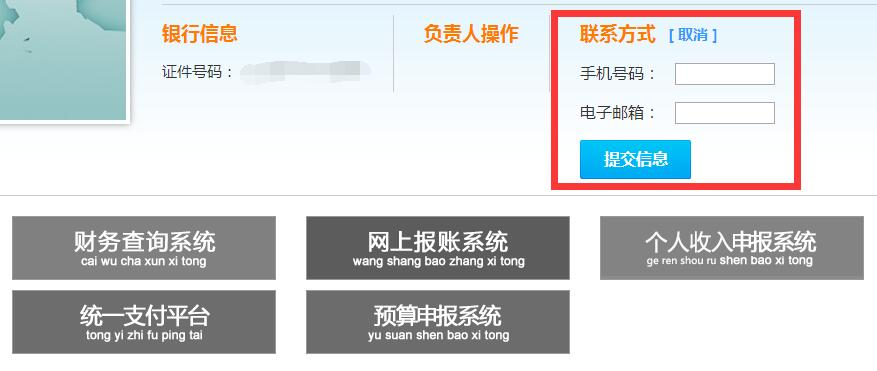 银行信息
证件号码：
负责人操作
联系方式 [ 取消 ]
手机号码：
电子邮箱：
提交信息
财务查询系统
cai wu cha xun xi tong
网上报账系统
wang shang bao zhang xi tong
个人收入申报系统
ge ren shou ru shen bao xi tong
统一支付平台
tong yi zhi fu ping tai
预算申报系统
yu suan shen bao xi tong